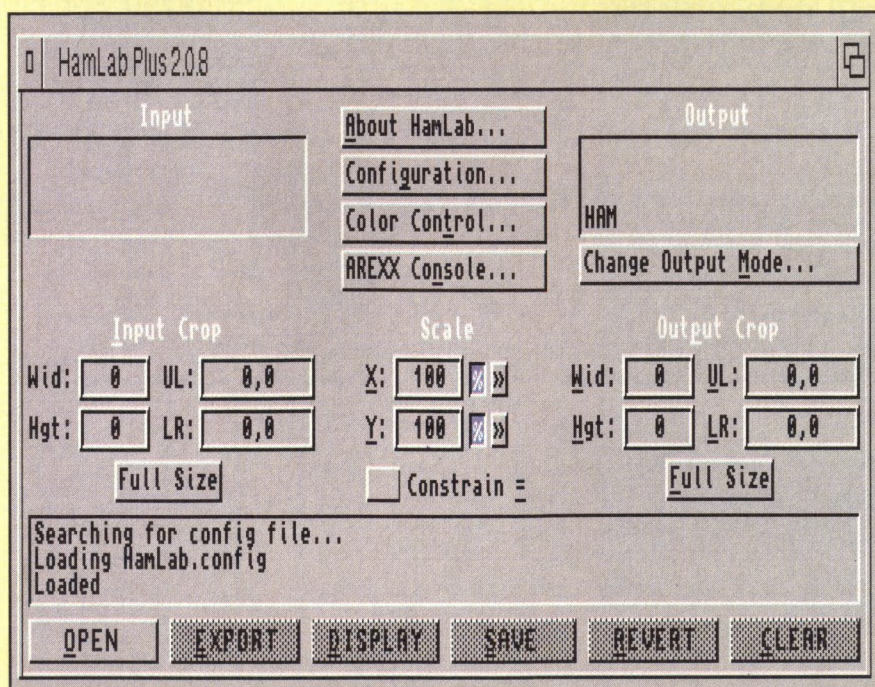 HamLab Plus 2.0.8
Input
About HamLab...
Configuration...
Color Control...
AREXX Console...
Output
HAM
Change Output Mode...
Input Crop
Wid: 0 UL: 0,0
Hgt: 0 LR: 0,0
Full Size
Scale
X: 100 % »
Y: 100 % »
Constrain =
Output Crop
Wid: 0 UL: 0,0
Hgt: 0 LR: 0,0
Full Size
Searching for config file...
Loading HamLab.config
Loaded
OPEN EXPORT DISPLAY SAVE REVERT CLEAR